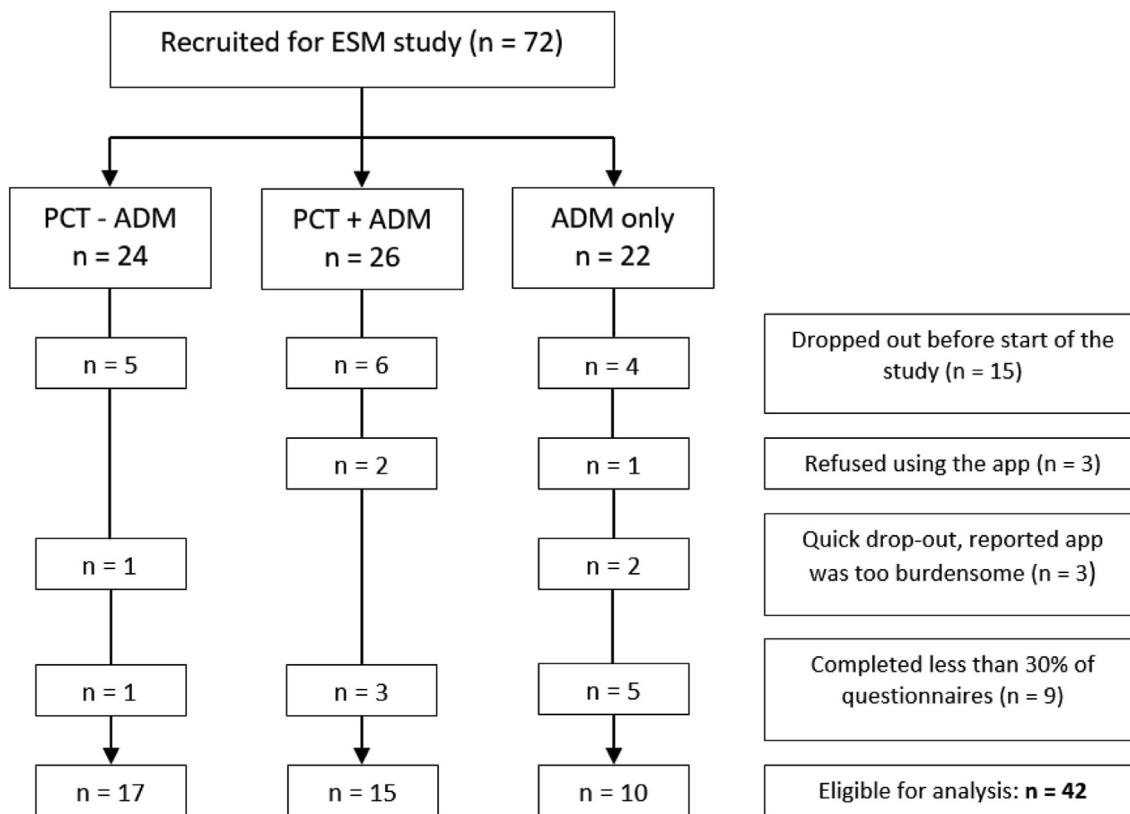 Recruited for ESM study (n = 72)
PCT - ADM
n = 24
PCT + ADM
n = 26
ADM only
n = 22
n = 5
n = 6
n = 4
Dropped out before start of the
study (n = 15)
n = 2
n = 1
Refused using the app (n = 3)
n = 1
n = 2
Quick drop-out, reported app
was too burdensome (n = 3)
n = 1
n = 3
n = 5
Completed less than 30% of
questionnaires (n = 9)
n = 17
n = 15
n = 10
Eligible for analysis: n = 42